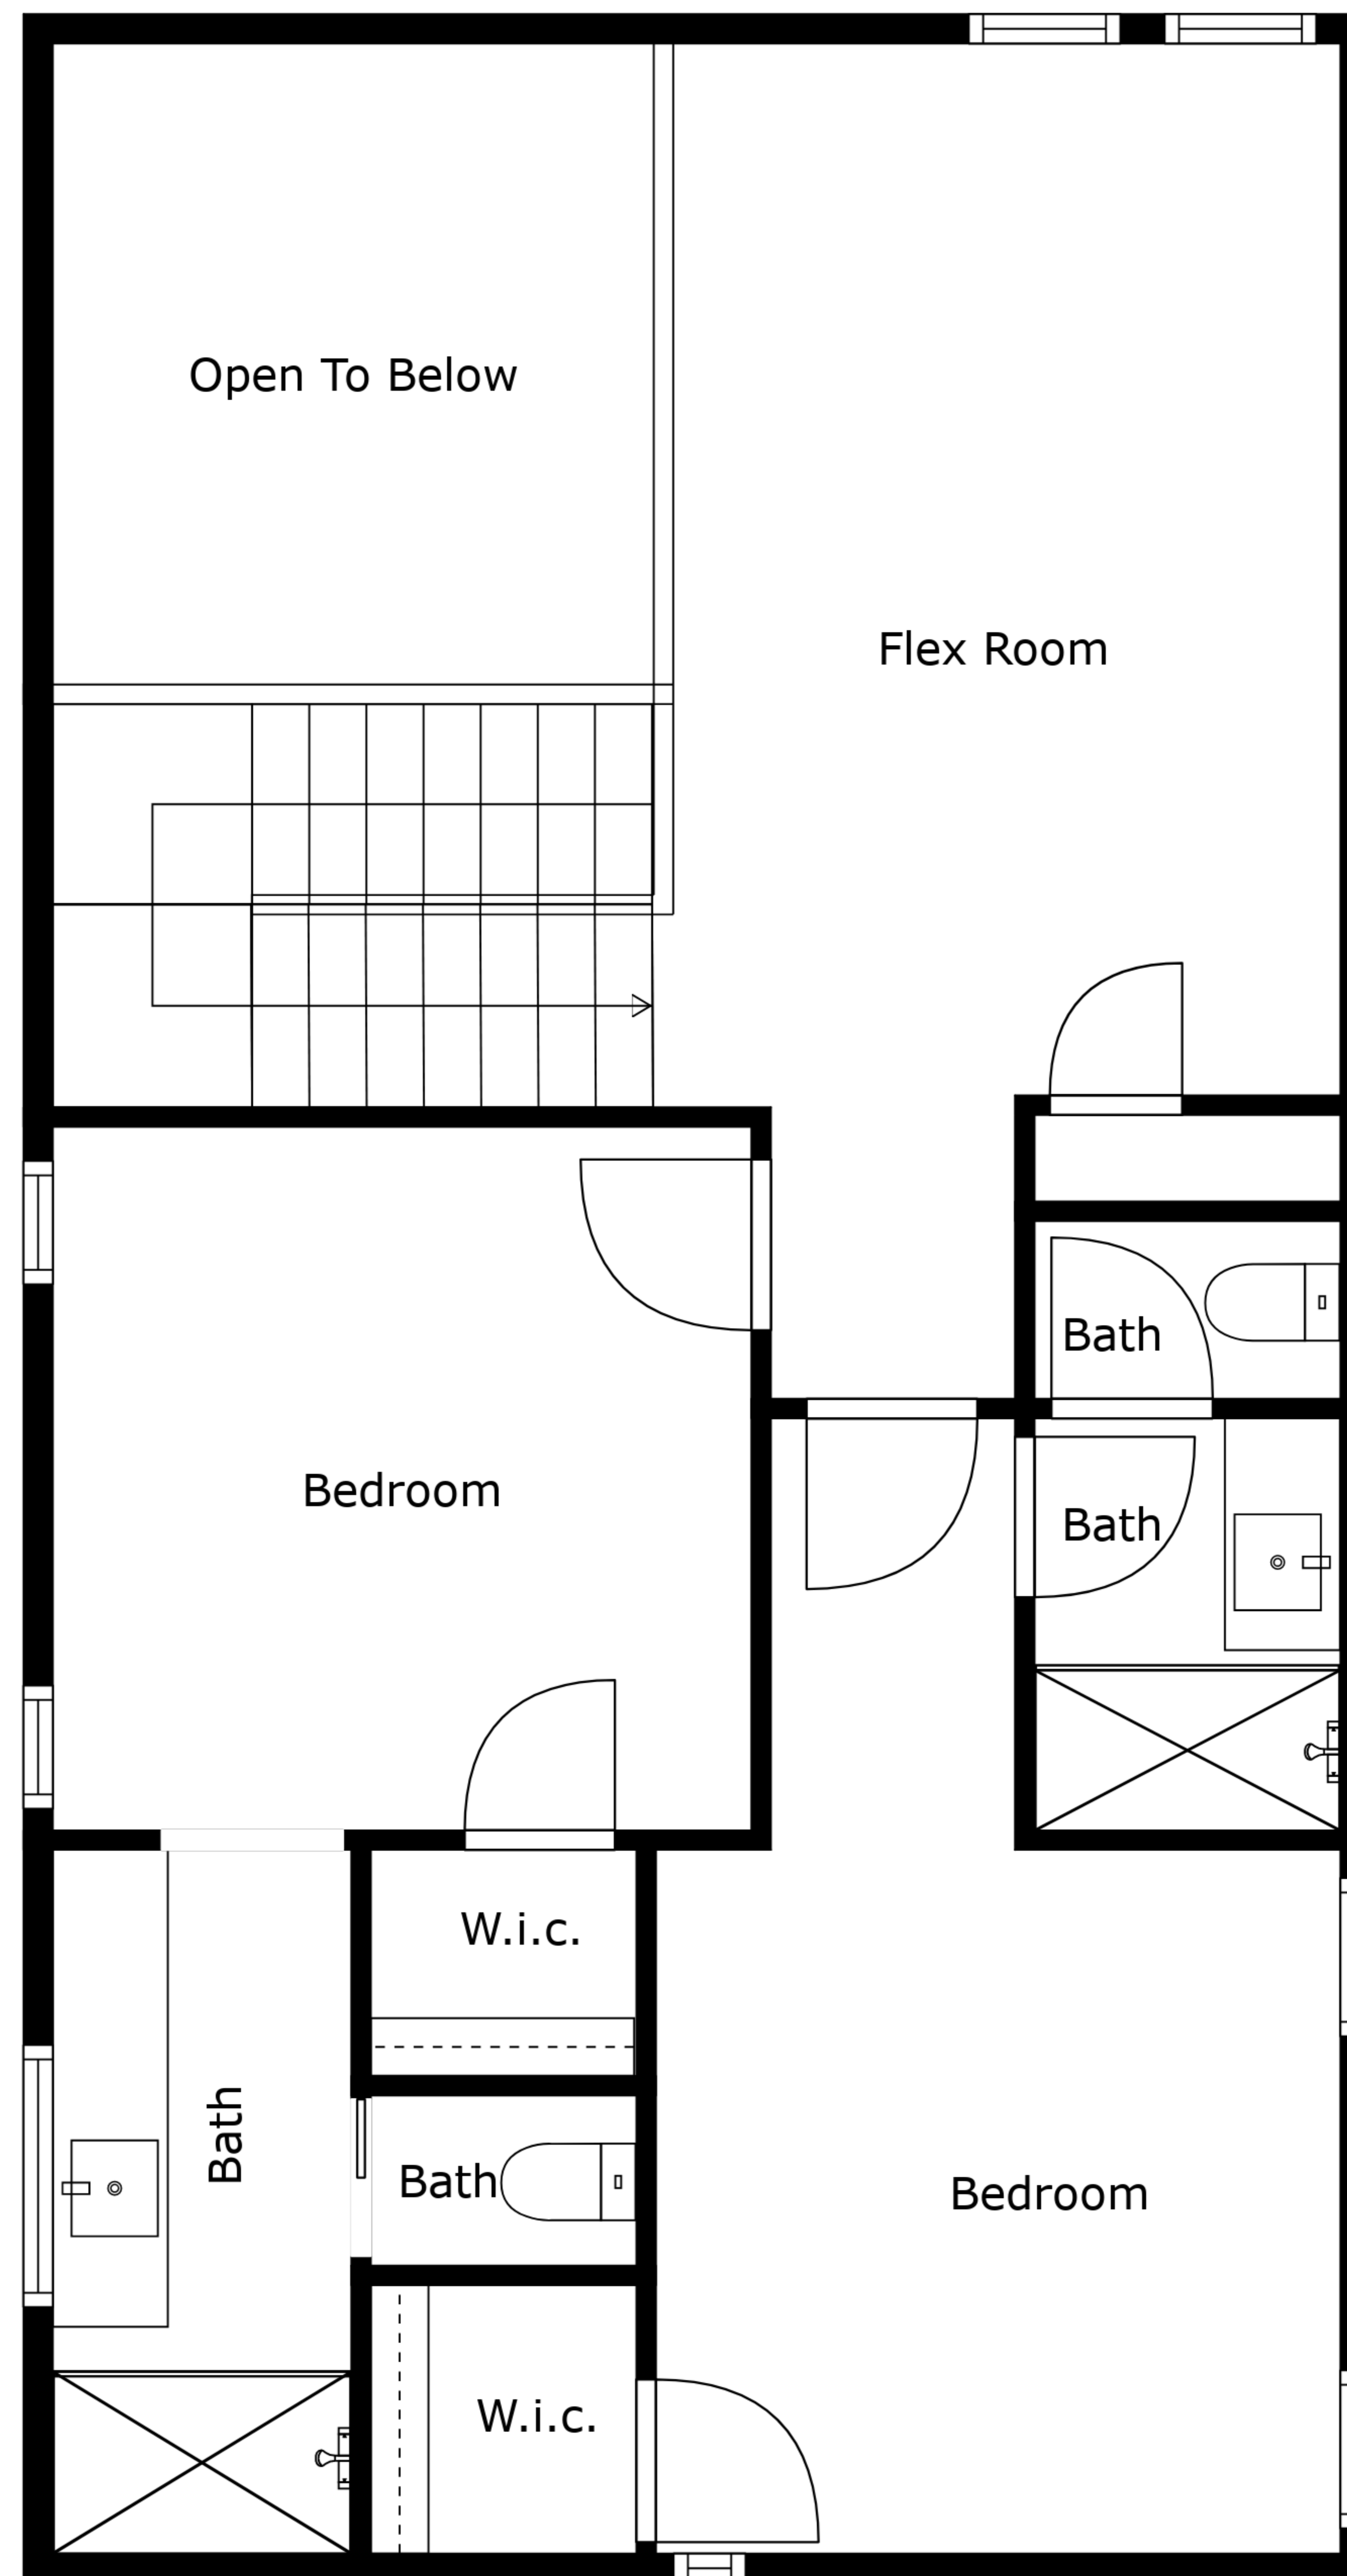 Open To Below
Flex Room
Bath
Bedroom
Bath
W.i.c.
Bath
Bath
Bedroom
W.i.c.